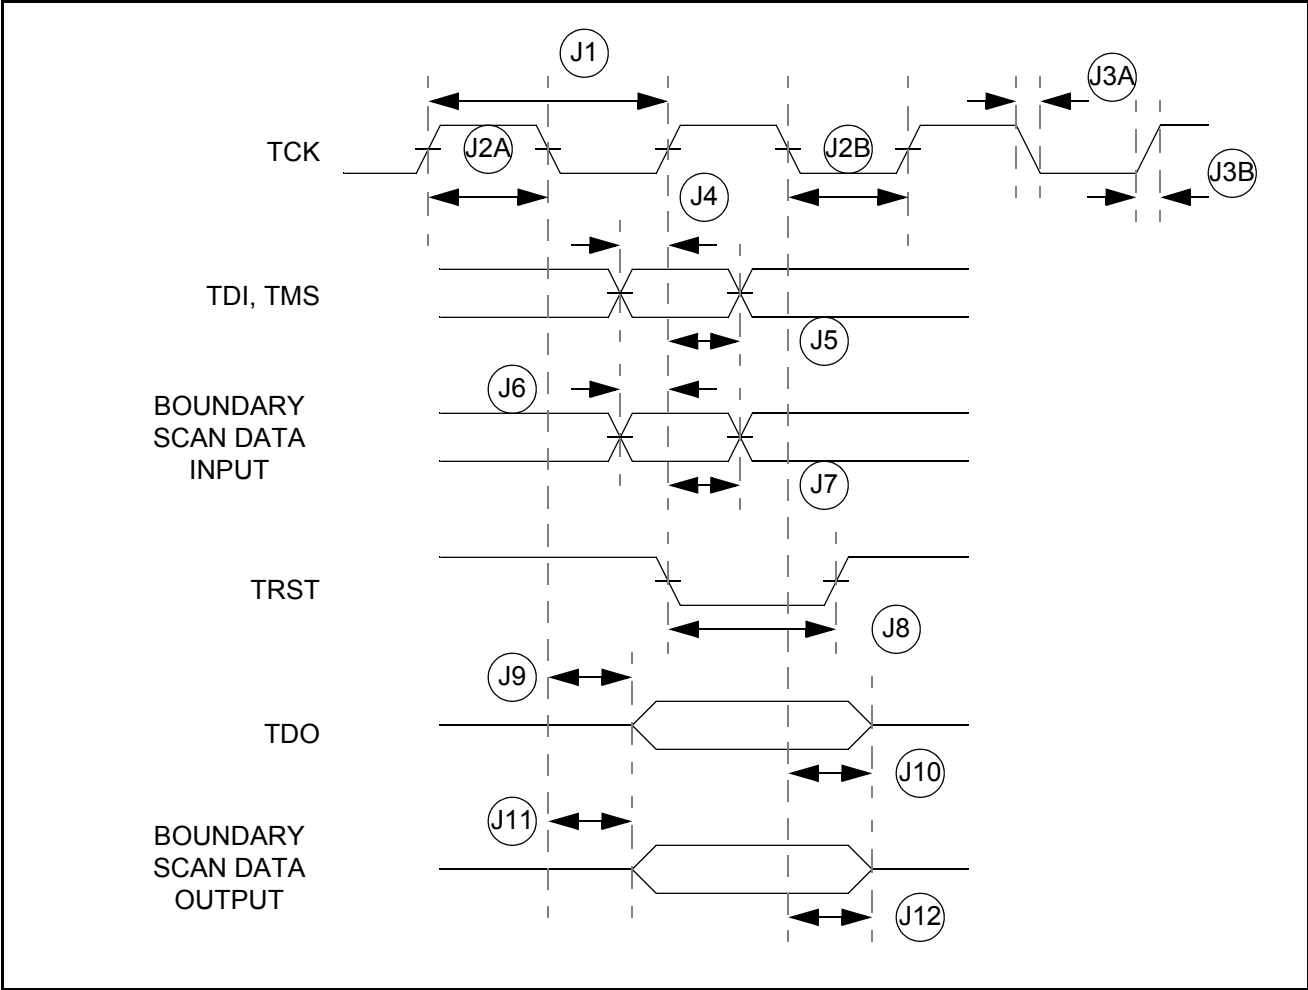 J1
J3A
TCK
J2A
J2B
J3B
J4
TDI, TMS
J5
J6
BOUNDARY
SCAN DATA
INPUT
J7
TRST
J8
J9
TDO
J10
J11
BOUNDARY
SCAN DATA
OUTPUT
J12